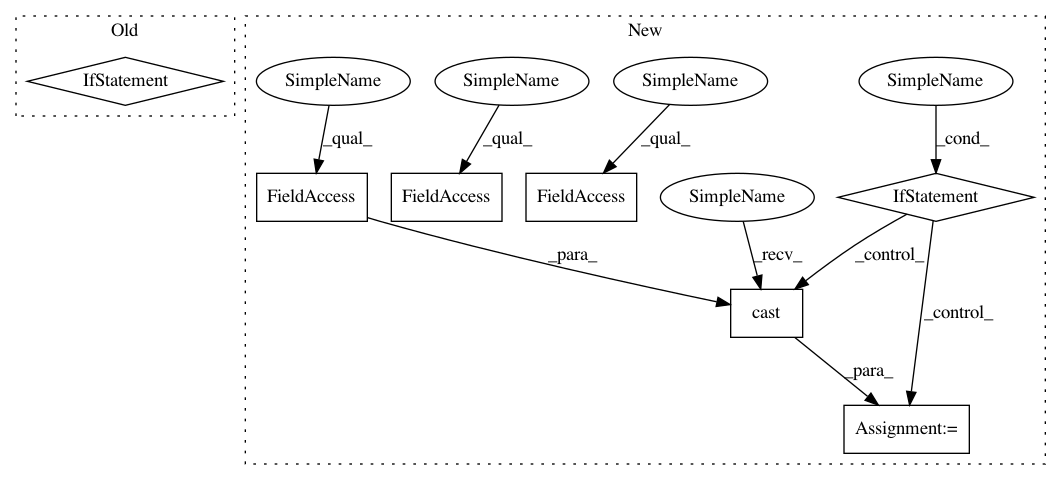 Old
New
IfStatement
SimpleName
SimpleName
SimpleName
SimpleName
_qual_
_qual_
_qual_
_cond_
FieldAccess
FieldAccess
FieldAccess
SimpleName
IfStatement
_para_
_recv_
_control_
cast
_control_
_para_
Assignment:=